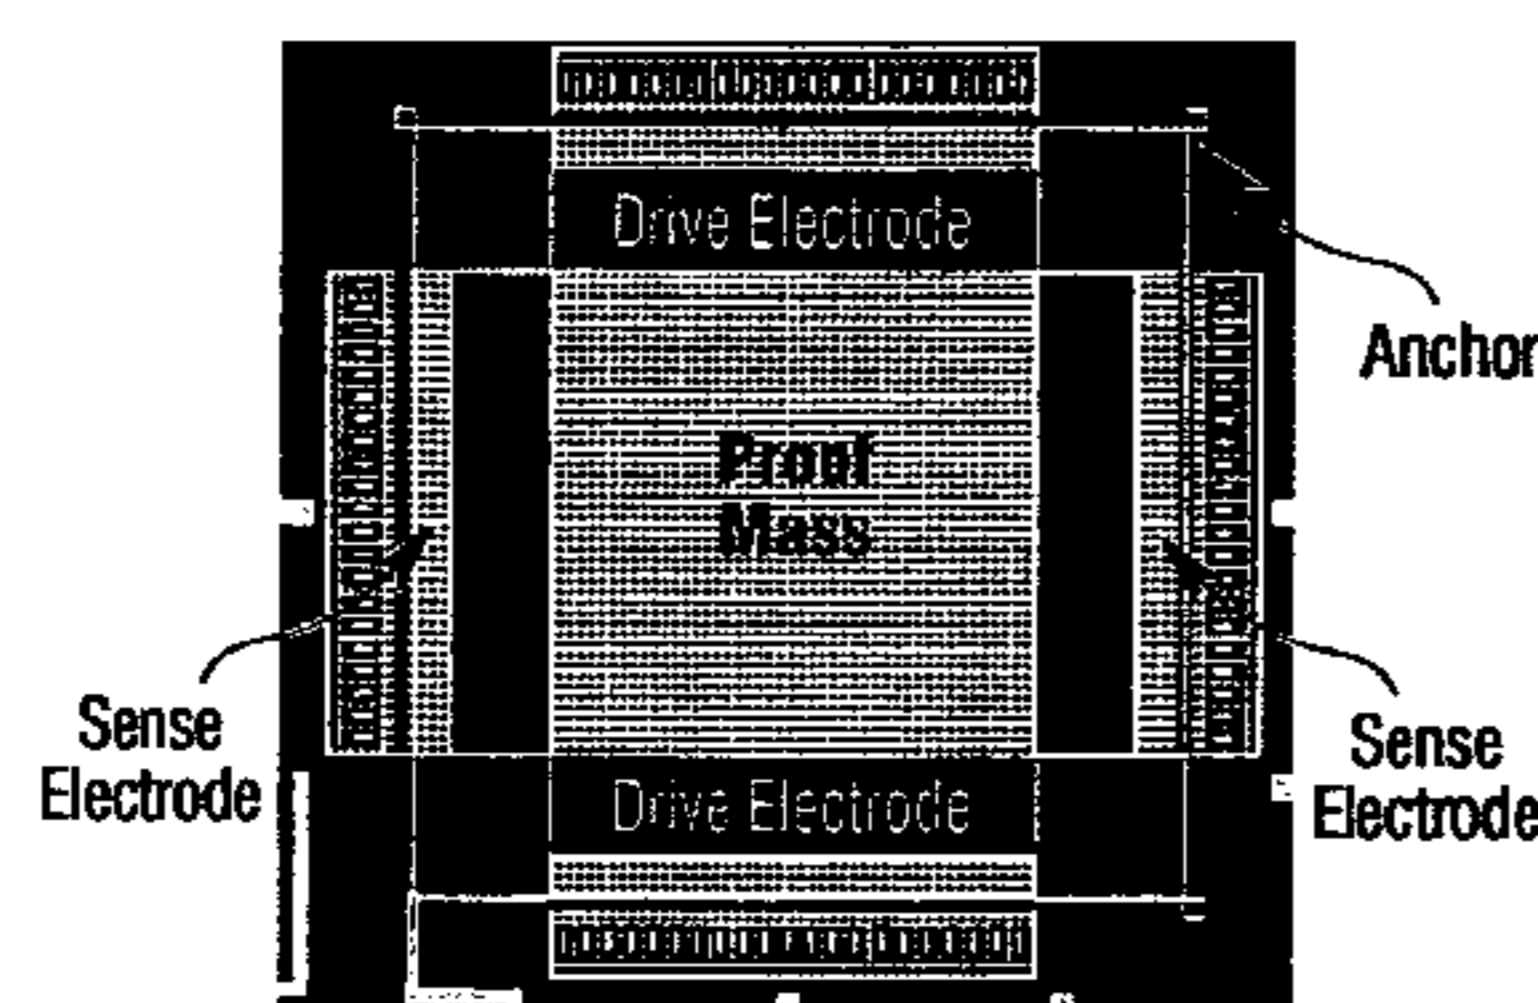 Drive Electrode
Anchor
Proof
Mass
Sense
Electrode
Sense
Electrode
Drive Electrode